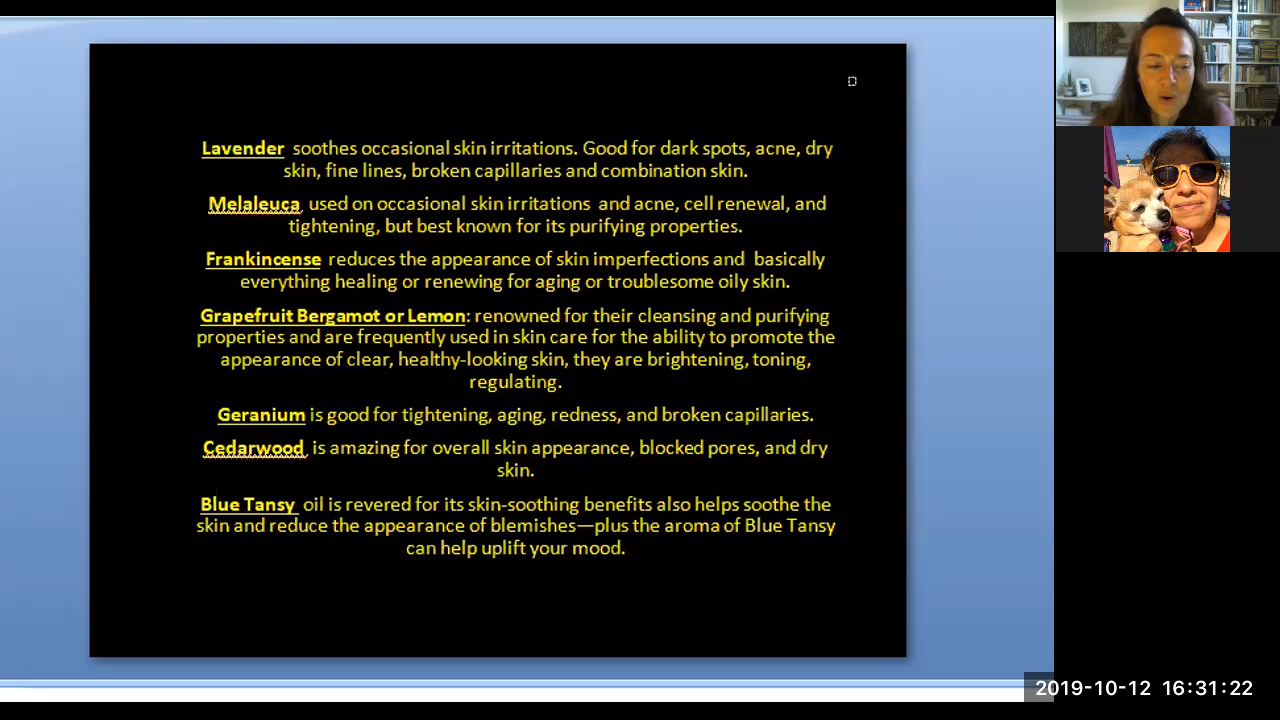 Lavender soothes occasional skin irritations. Good for dark spots, acne, dry
skin, fine lines, broken capillaries and combination skin.
Melaleuca, used on occasional skin irritations and acne, cell renewal, and
tightening, but best known for its purifying properties.
Frankincense reduces the appearance of skin imperfections and basically
everything healing or renewing for aging or troublesome oily skin.
Grapefruit Bergamot or Lemon: renowned for their cleansing and purifying
properties and are frequently used in skin care for the ability to promote the
appearance of clear, healthy-looking skin, they are brightening, toning,
regulating.
Geranium is good for tightening, aging, redness, and broken capillaries.
Cedarwood, is amazing for overall skin appearance, blocked pores, and dry
skin.
Blue Tansy oil is revered for its skin-soothing benefits also helps soothe the
skin and reduce the appearance of blemishes—plus the aroma of Blue Tansy
can help uplift your mood.
2019-10-12 16:31:22